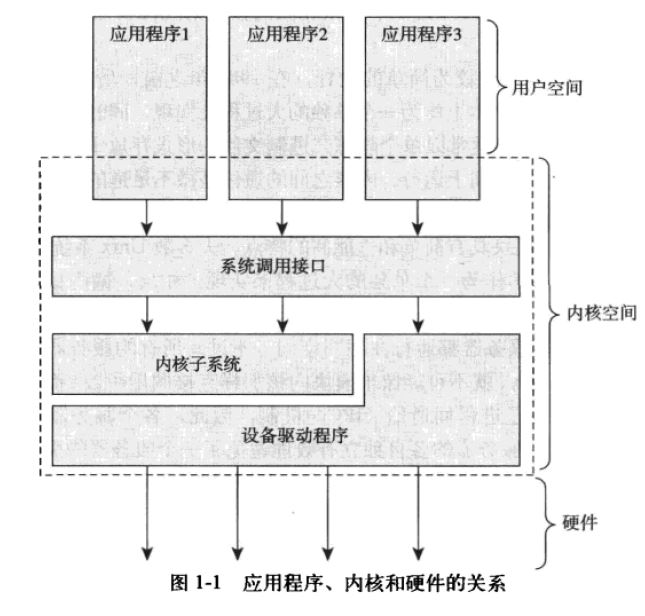 应用程序1
应用程序2
应用程序3
用户空间
系统调用接口
内核空间
内核子系统
设备驱动程序
硬件
图 1-1 应用程序、内核和硬件的关系